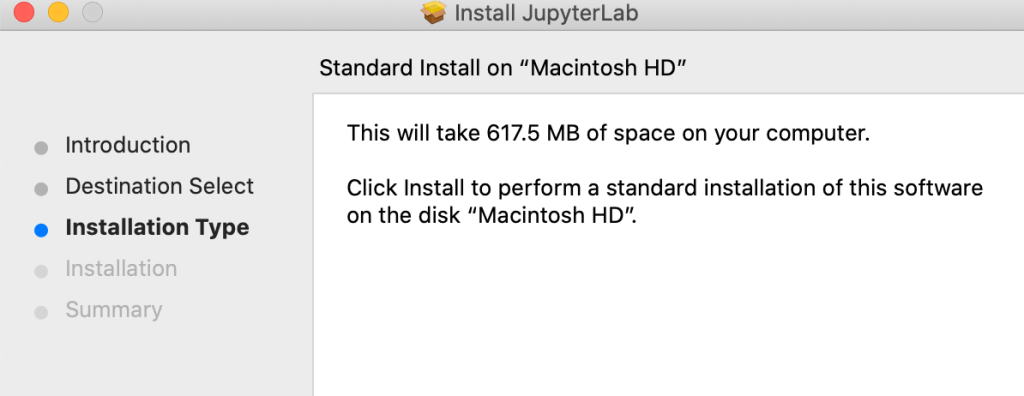 Install JupyterLab
Standard Install on “Macintosh HD”
Introduction
Destination Select
Installation Type
Installation
Summary
This will take 617.5 MB of space on your computer.
Click Install to perform a standard installation of this software
on the disk “Macintosh HD”.